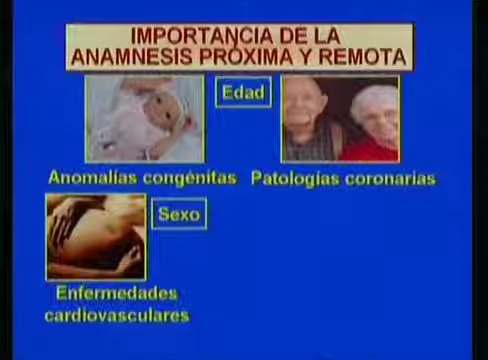 IMPORTANCIA DE LA
ANAMNESIS PRÓXIMA Y REMOTA
Edad
Anomalías congénitas
Patologías coronarias
Sexo
Enfermedades
cardiovasculares